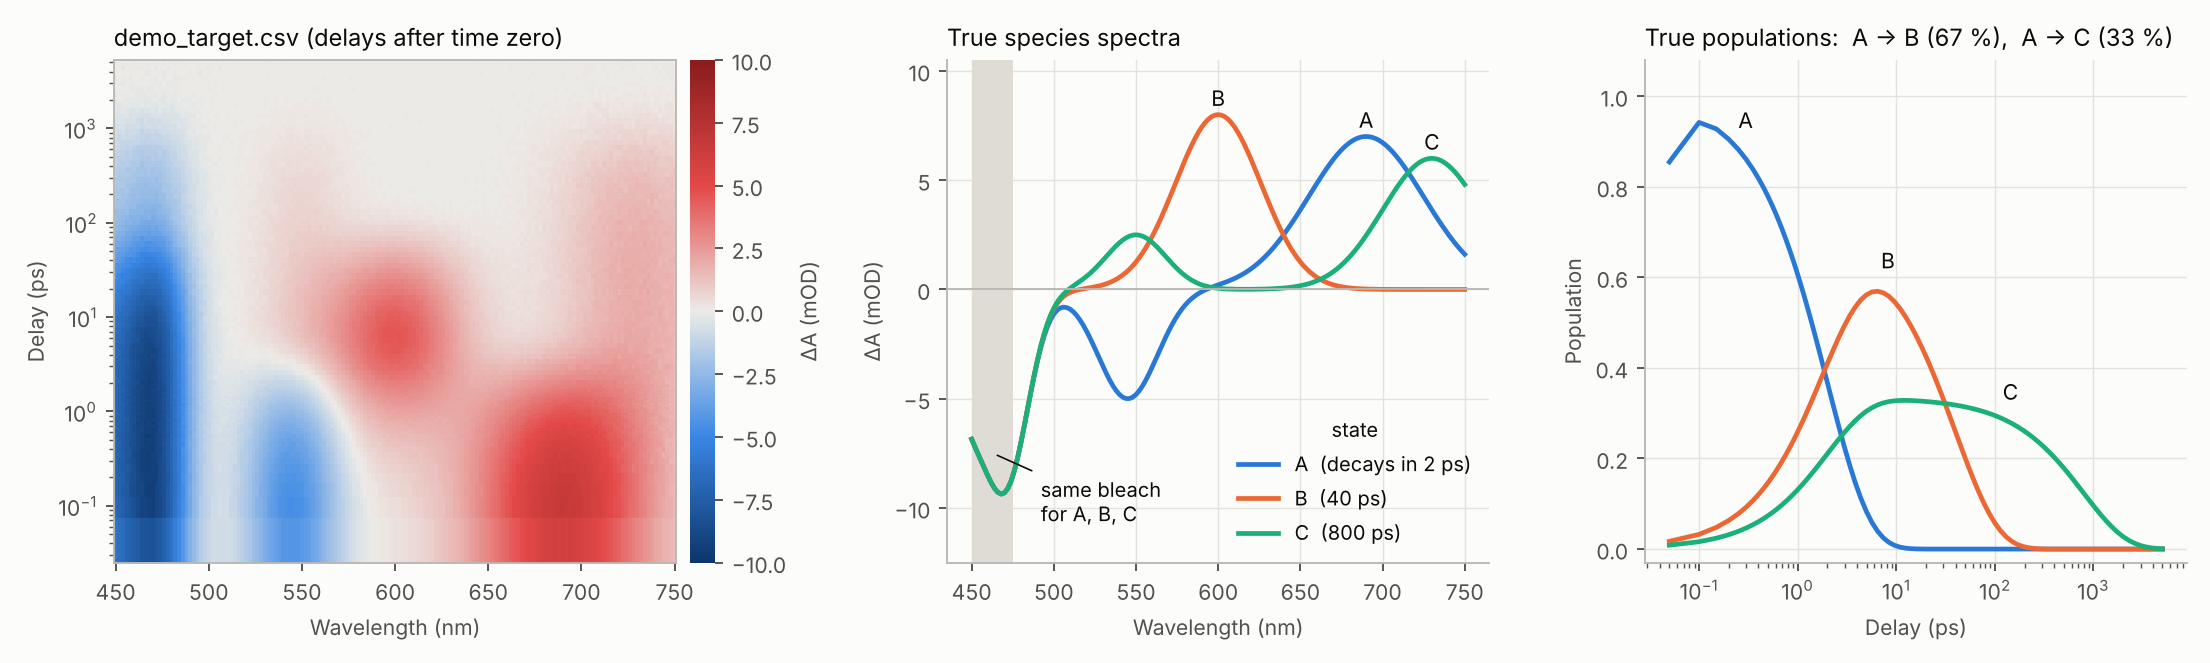 demo_target.csv (delays after time zero)
10³
10²
10¹
10⁰
10⁻¹
Delay (ps)
450 500 550 600 650 700 750
Wavelength (nm)
10.0
7.5
5.0
2.5
0.0
−2.5
−5.0
−7.5
−10.0
ΔA (mOD)
True species spectra
10
5
0
−5
−10
ΔA (mOD)
B
A
C
same bleach
for A, B, C
state
A (decays in 2 ps)
B (40 ps)
C (800 ps)
450 500 550 600 650 700 750
Wavelength (nm)
True populations: A → B (67 %), A → C (33 %)
1.0
0.8
0.6
0.4
0.2
0.0
Population
A
B
C
10⁻¹ 10⁰ 10¹ 10² 10³
Delay (ps)